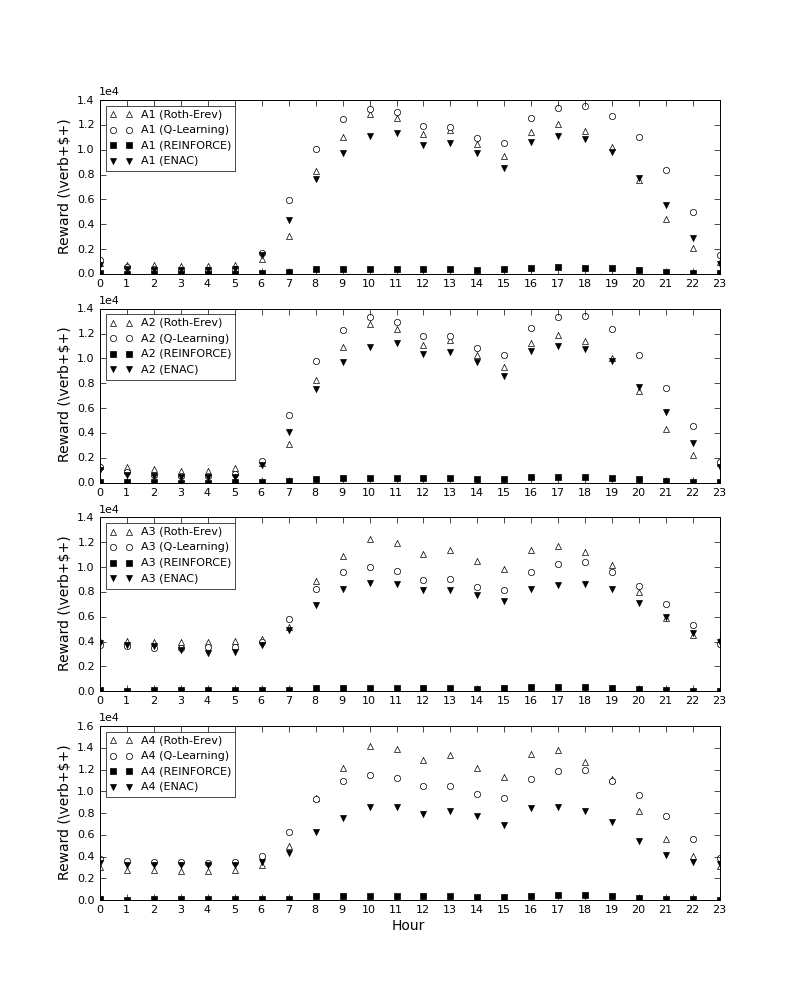 1e4
1.4
1.2
1.0
0.8
0.6
0.4
0.2
0.0
Reward (\verb+$+)
A1 (Roth-Erev)
A1 (Q-Learning)
A1 (REINFORCE)
A1 (ENAC)
0 1 2 3 4 5 6 7 8 9 10 11 12 13 14 15 16 17 18 19 20 21 22 23
1e4
1.4
1.2
1.0
0.8
0.6
0.4
0.2
0.0
Reward (\verb+$+)
A2 (Roth-Erev)
A2 (Q-Learning)
A2 (REINFORCE)
A2 (ENAC)
0 1 2 3 4 5 6 7 8 9 10 11 12 13 14 15 16 17 18 19 20 21 22 23
1e4
1.4
1.2
1.0
0.8
0.6
0.4
0.2
0.0
Reward (\verb+$+)
A3 (Roth-Erev)
A3 (Q-Learning)
A3 (REINFORCE)
A3 (ENAC)
0 1 2 3 4 5 6 7 8 9 10 11 12 13 14 15 16 17 18 19 20 21 22 23
1e4
1.6
1.4
1.2
1.0
0.8
0.6
0.4
0.2
0.0
Reward (\verb+$+)
A4 (Roth-Erev)
A4 (Q-Learning)
A4 (REINFORCE)
A4 (ENAC)
0 1 2 3 4 5 6 7 8 9 10 11 12 13 14 15 16 17 18 19 20 21 22 23
Hour